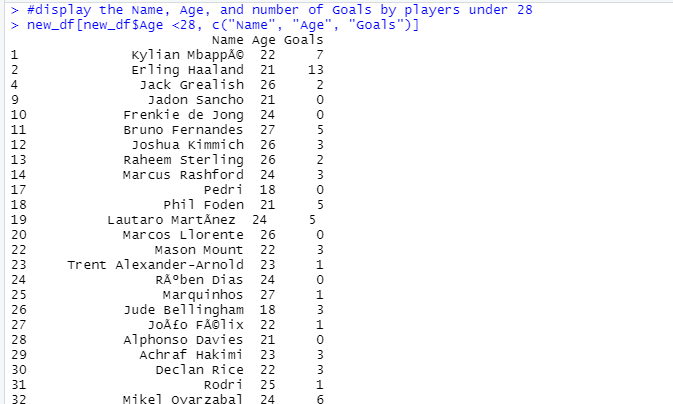 > #display the Name, Age, and number of Goals by players under 28
> new_df[new_df$Age <28, c("Name", "Age", "Goals")]
Name Age Goals
1 Kylian MbappÃ© 22 7
2 Erling Haaland 21 13
4 Jack Grealish 26 2
9 Jadon Sancho 21 0
10 Frenkie de Jong 24 0
11 Bruno Fernandes 27 5
12 Joshua Kimmich 26 3
13 Raheem Sterling 26 2
14 Marcus Rashford 24 3
17 Pedri 18 0
18 Phil Foden 21 5
19 Lautaro MartÃnez 24 5
20 Marcos Llorente 26 0
22 Mason Mount 22 3
23 Trent Alexander-Arnold 23 1
24 RÃºben Dias 24 0
25 Marquinhos 27 1
26 Jude Bellingham 18 3
27 JoÃ£o FÃ©lix 22 1
28 Alphonso Davies 21 0
29 Achraf Hakimi 23 3
30 Declan Rice 22 3
31 Rodri 25 1
32 Mikel Oyarzabal 24 6